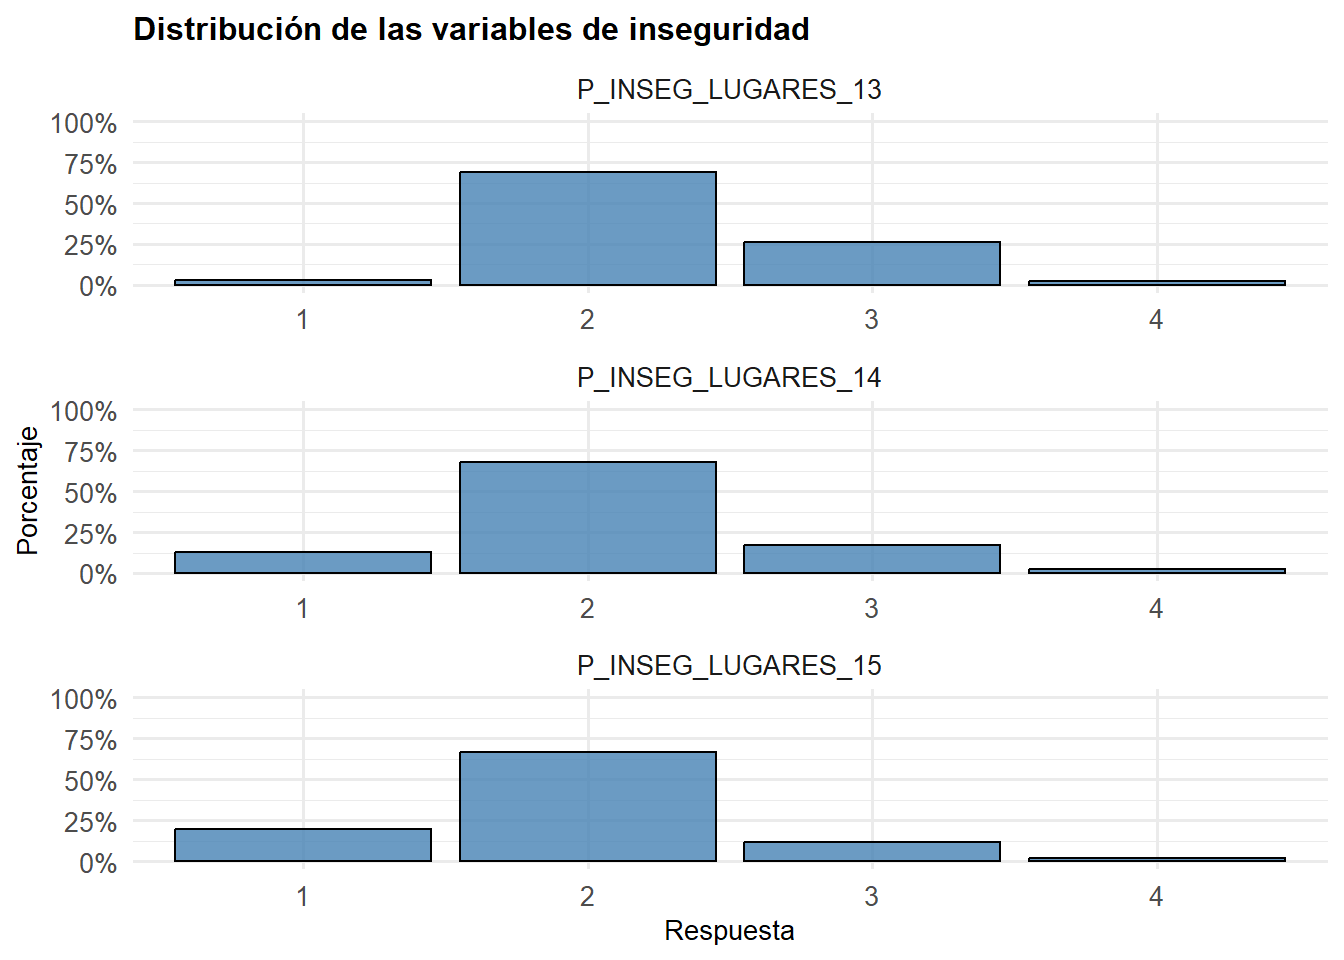 Distribución de las variables de inseguridad
P_INSEG_LUGARES_13
100%
75%
50%
25%
0%
1 2 3 4
P_INSEG_LUGARES_14
100%
75%
50%
25%
0%
1 2 3 4
P_INSEG_LUGARES_15
100%
75%
50%
25%
0%
1 2 3 4
Porcentaje
Respuesta